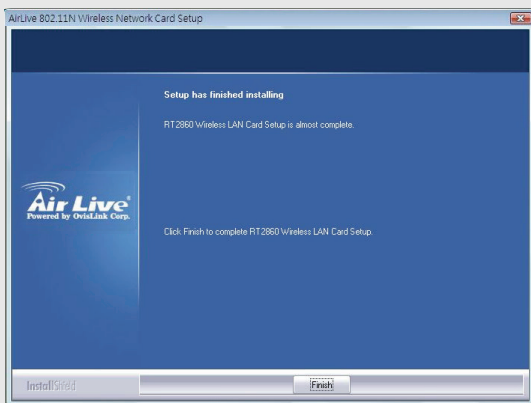 AirLive 802.11N Wireless Network Card Setup
Setup has finished installing
RT2860 Wireless LAN Card Setup is almost complete.
Air Live®
Powered by OvisLink Corp.
Click Finish to complete RT2860 Wireless LAN Card Setup.
InstallShield
Finish